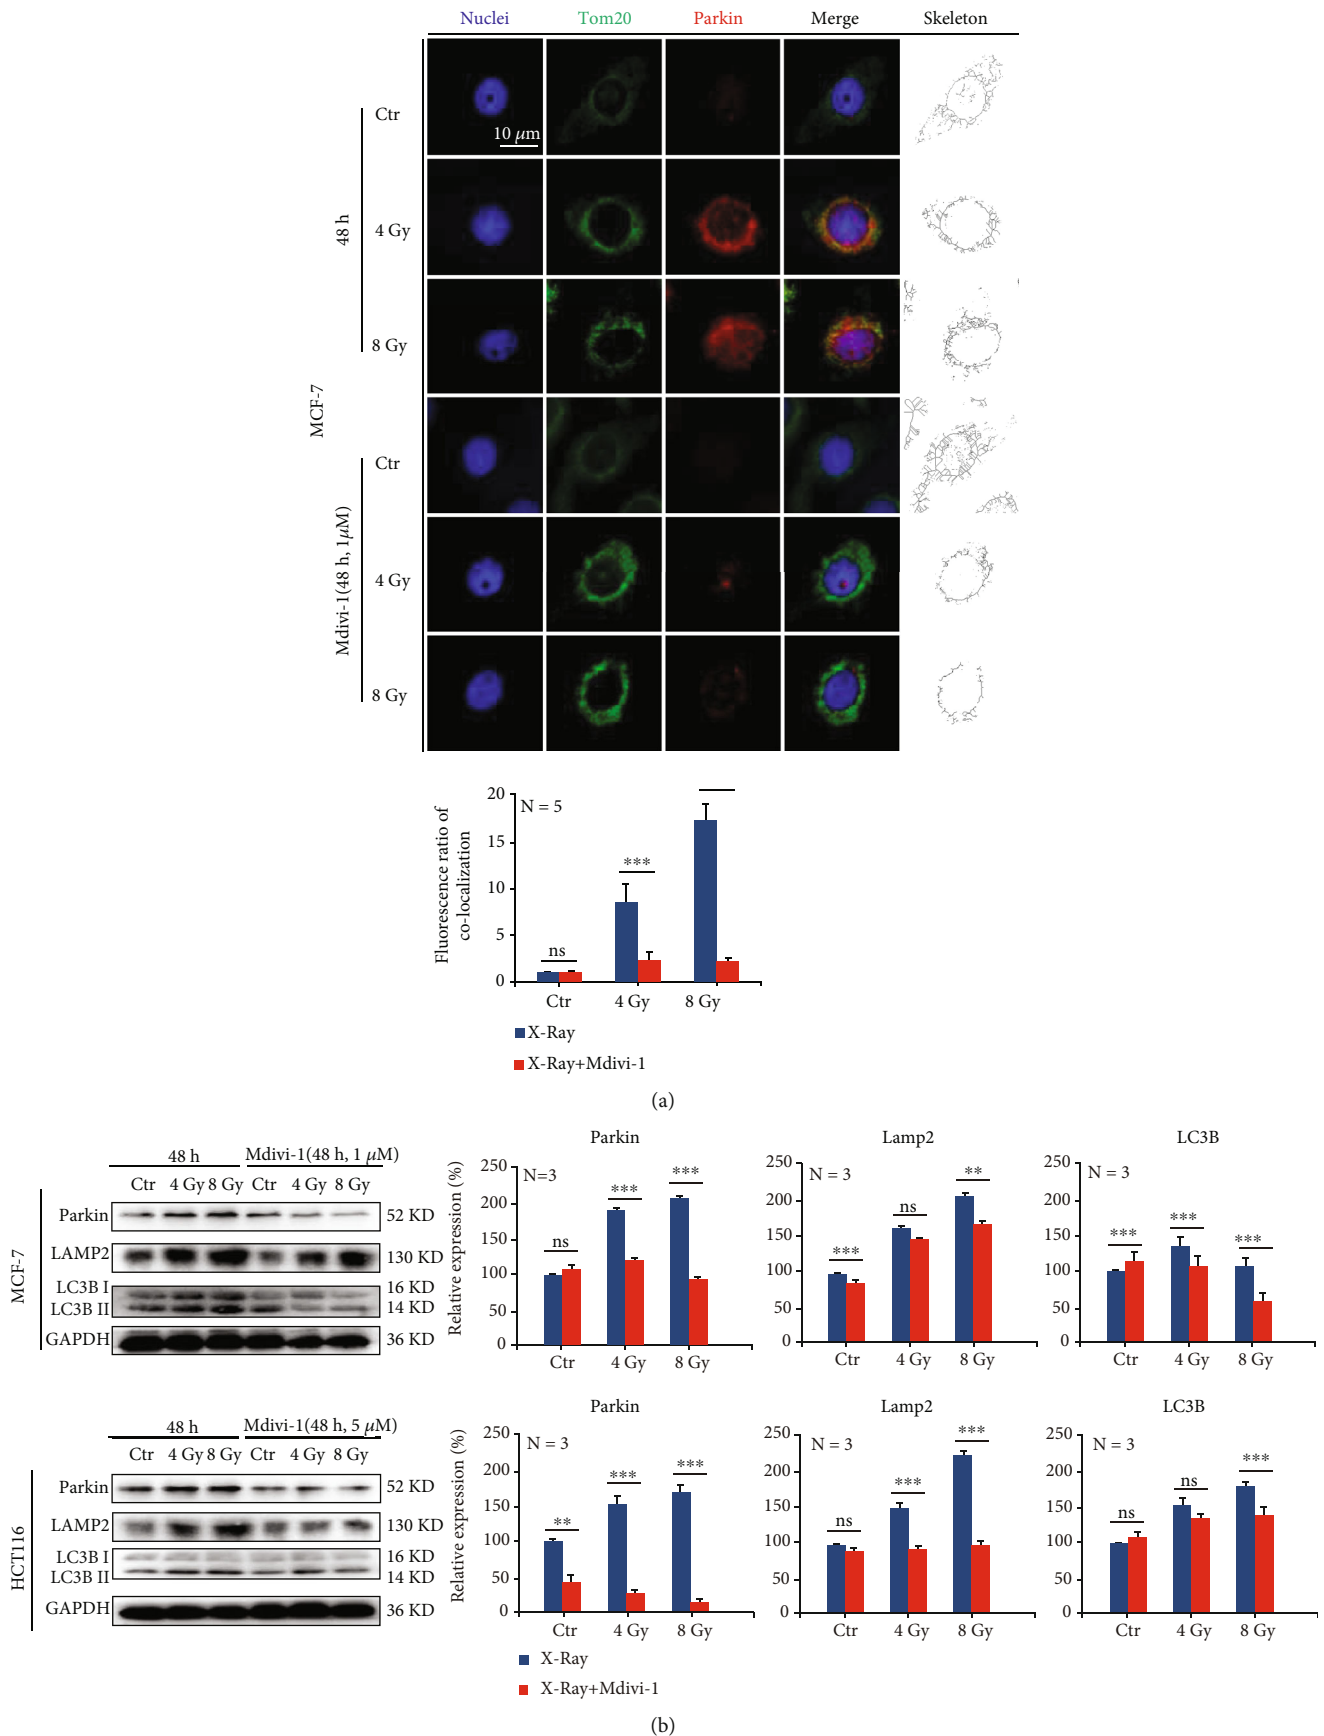 Nuclei Tom20 Parkin Merge Skeleton
MCF-7
48 h
Ctr
10 μm
4 Gy
8 Gy
Mdivi-1(48 h, 1μM)
Ctr
4 Gy
8 Gy
Fluorescence ratio of
co-localization
20
15
10
5
0
N = 5
ns
***
Ctr 4 Gy 8 Gy
X-Ray
X-Ray+Mdivi-1
(a)
MCF-7
48 h Mdivi-1(48 h, 1 μM)
Ctr 4 Gy 8 Gy Ctr 4 Gy 8 Gy
Parkin 52 KD
LAMP2 130 KD
LC3B I 16 KD
LC3B II 14 KD
GAPDH 36 KD
Parkin
Relative expression (%)
250
200
150
100
50
0
N=3
ns
***
***
Ctr 4 Gy 8 Gy
Lamp2
250
200
150
100
50
0
N = 3
***
ns
**
Ctr 4 Gy 8 Gy
LC3B
250
200
150
100
50
0
N = 3
***
***
***
Ctr 4 Gy 8 Gy
HCT116
48 h Mdivi-1(48 h, 5 μM)
Ctr 4 Gy 8 Gy Ctr 4 Gy 8 Gy
Parkin 52 KD
LAMP2 130 KD
LC3B I 16 KD
LC3B II 14 KD
GAPDH 36 KD
Parkin
Relative expression (%)
250
200
150
100
50
0
N = 3
**
***
***
Ctr 4 Gy 8 Gy
Lamp2
250
200
150
100
50
0
N = 3
ns
***
***
Ctr 4 Gy 8 Gy
LC3B
250
200
150
100
50
0
N = 3
ns
ns
***
Ctr 4 Gy 8 Gy
X-Ray
X-Ray+Mdivi-1
(b)